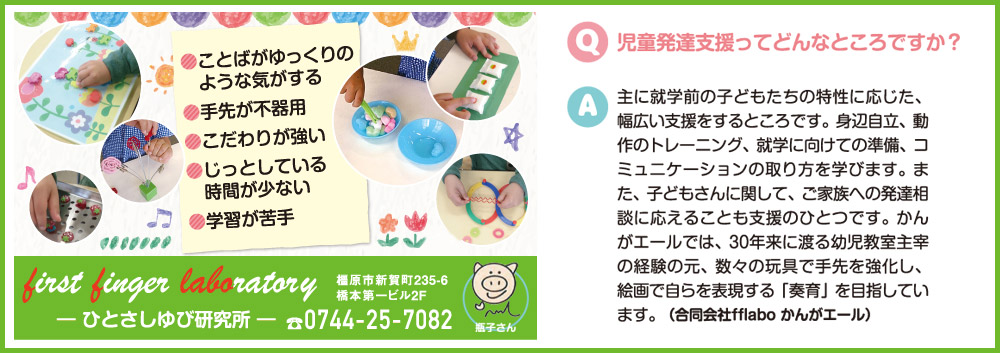 ●ことばがゆっくりの
ような気がする
●手先が不器用
●こだわりが強い
●じっとしている
時間が少ない
●学習が苦手
first finger laboratory
橿原市新賀町235-6
橋本第一ビル2F
― ひとさしゆび研究所 ―
☎0744-25-7082
瓶子さん
Q 児童発達支援ってどんなところですか？
A 主に就学前の子どもたちの特性に応じた、
幅広い支援をするところです。身辺自立、動
作のトレーニング、就学に向けての準備、コ
ミュニケーションの取り方を学びます。ま
た、子どもさんに関して、ご家族への発達相
談に応えることも支援のひとつです。かん
がエールでは、30年来に渡る幼児教室主宰
の経験の元、数々の玩具で手先を強化し、
絵画で自らを表現する「奏育」を目指してい
ます。（合同会社fflabo かんがエール）